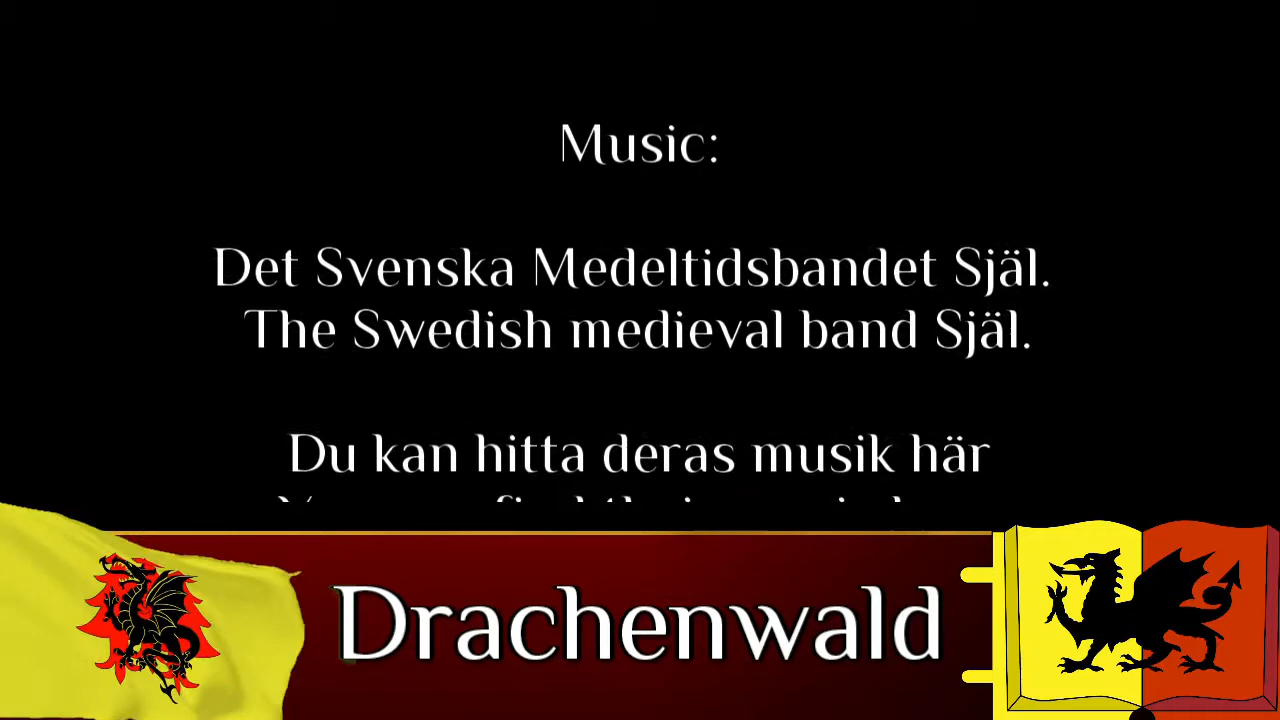 Music:
Det Svenska Medeltidsbandet Själ.
The Swedish medieval band Själ.
Du kan hitta deras musik här
Drachenwald